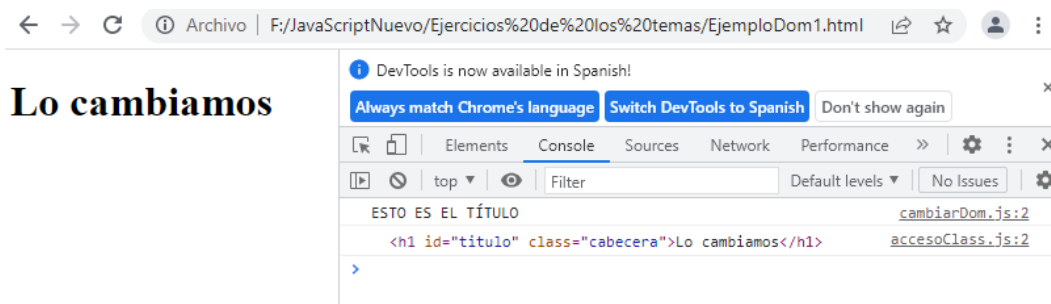 Archivo | F:/JavaScriptNuevo/Ejercicios%20de%20los%20temas/EjemploDom1.html
Lo cambiamos
DevTools is now available in Spanish!
Always match Chrome's language Switch DevTools to Spanish Don't show again
Elements Console Sources Network Performance »
top ▼ Filter Default levels ▼ No Issues
ESTO ES EL TÍTULO cambiarDom.js:2
<h1 id="titulo" class="cabecera">Lo cambiamos</h1> accesoClass.js:2
>